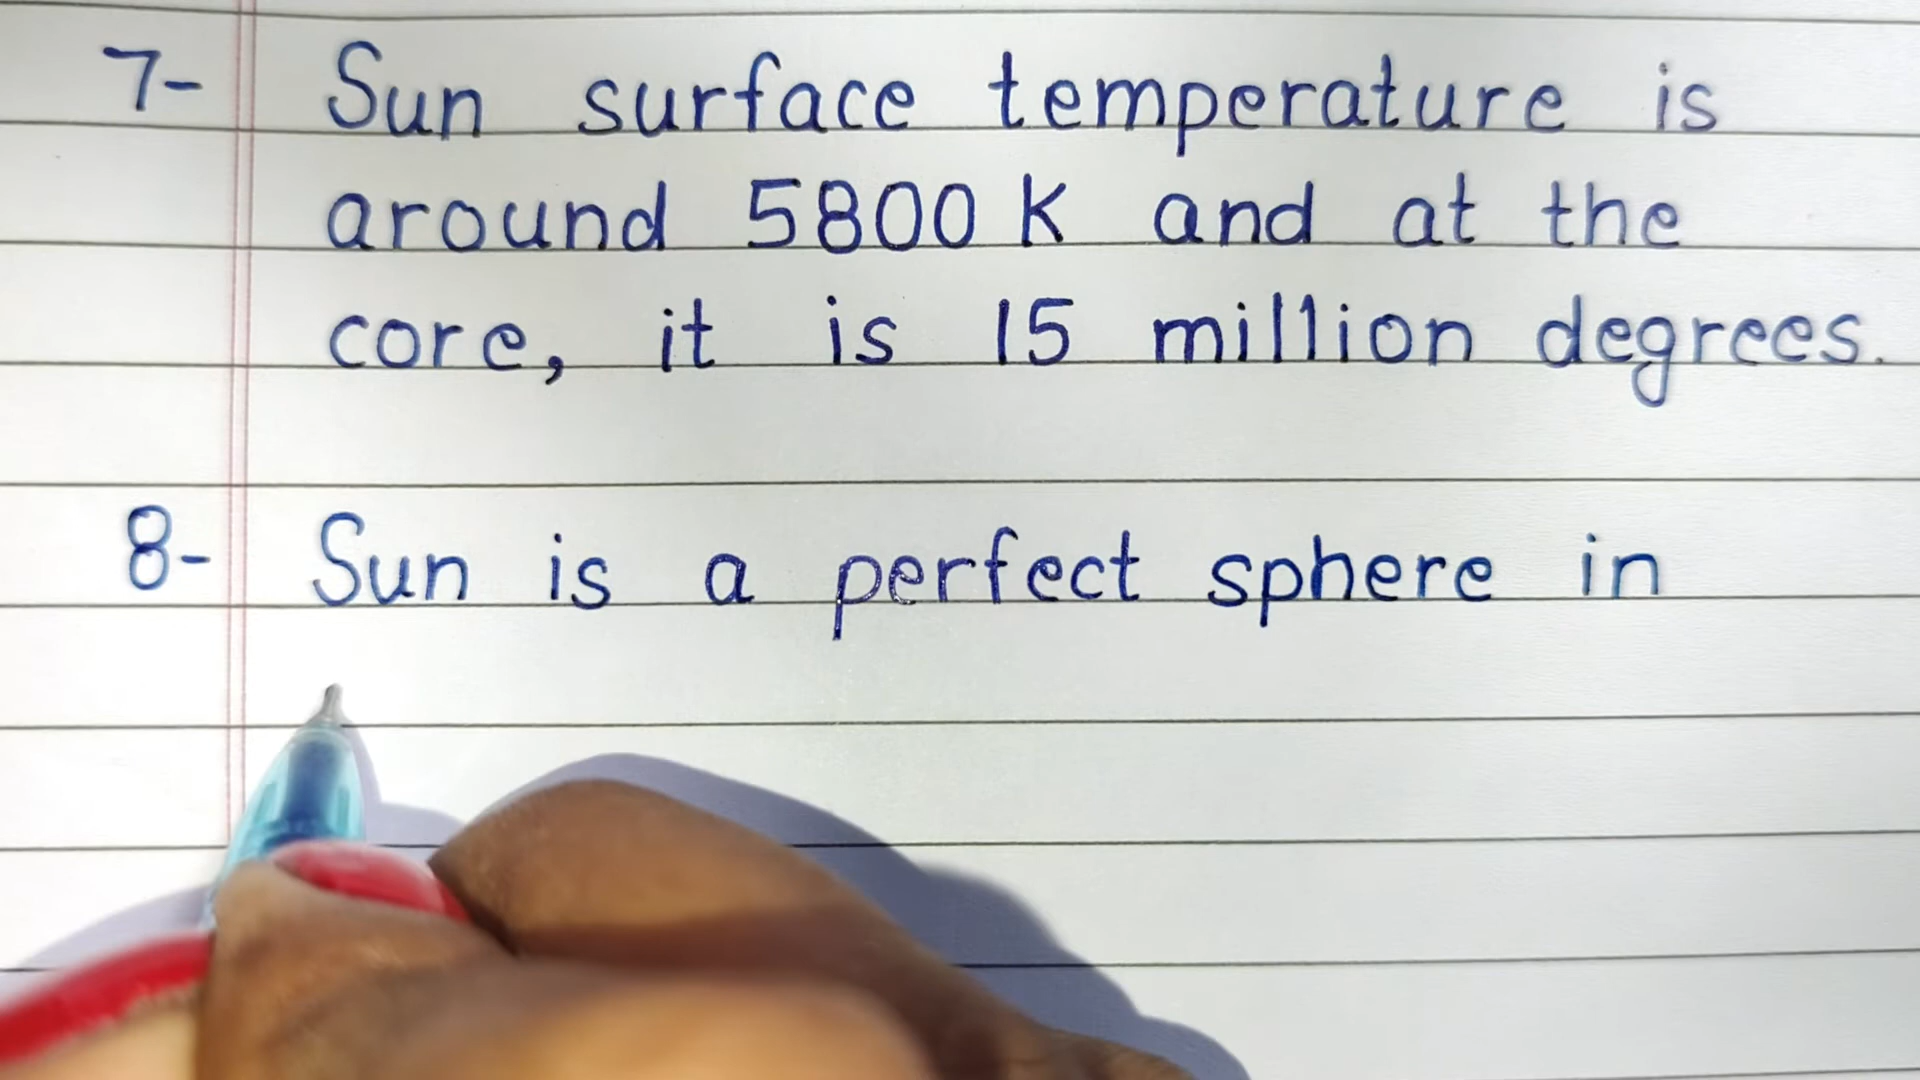 7- Sun surface temperature is
around 5800 K and at the
core, it is 15 million degrees.
8- Sun is a perfect sphere in